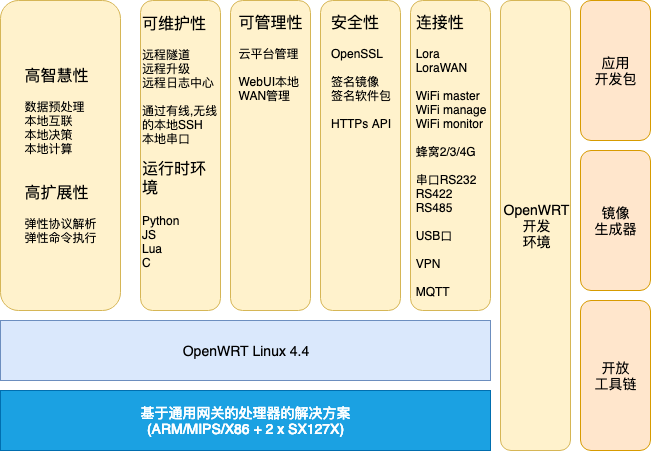 高智慧性
数据预处理
本地互联
本地决策
本地计算
高扩展性
弹性协议解析
弹性命令执行
可维护性
远程隧道
远程升级
远程日志中心
通过有线,无线
的本地SSH
本地串口
运行时环
境
Python
JS
Lua
C
可管理性
云平台管理
WebUI本地
WAN管理
安全性
OpenSSL
签名镜像
签名软件包
HTTPs API
连接性
Lora
LoraWAN
WiFi master
WiFi manage
WiFi monitor
蜂窝2/3/4G
串口RS232
RS422
RS485
USB口
VPN
MQTT
OpenWRT
开发
环境
应用
开发包
镜像
生成器
开放
工具链
OpenWRT Linux 4.4
基于通用网关的处理器的解决方案
(ARM/MIPS/X86 + 2 x SX127X)